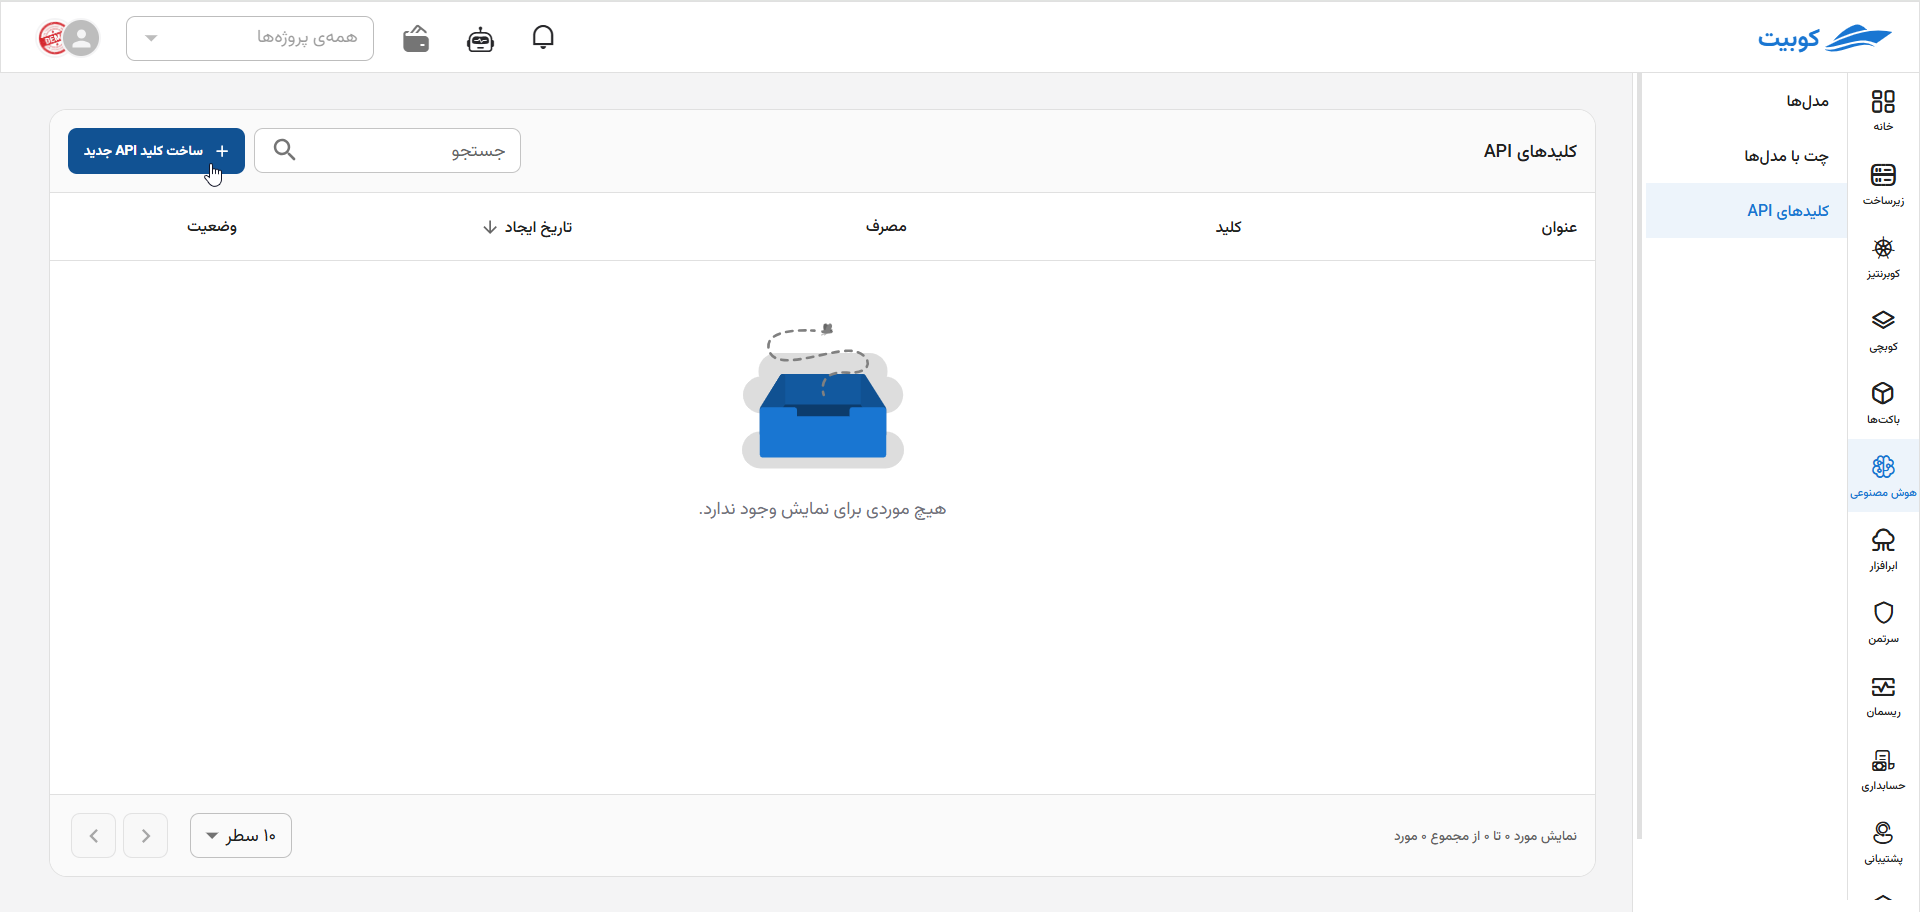 کوبیت
همه‌ی پروژه‌ها
DEMO
خانه
زیرساخت
کوبرنتیز
کوبچی
باکت‌ها
هوش مصنوعی
ابرافزار
سرتمن
ریسمان
حسابداری
پشتیبانی
مدل‌ها
چت با مدل‌ها
کلیدهای API
کلیدهای API
جستجو
ساخت کلید API جدید
عنوان
کلید
مصرف
تاریخ ایجاد
وضعیت
هیچ موردی برای نمایش وجود ندارد.
نمایش مورد ۰ تا ۰ از مجموع ۰ مورد
۱۰ سطر